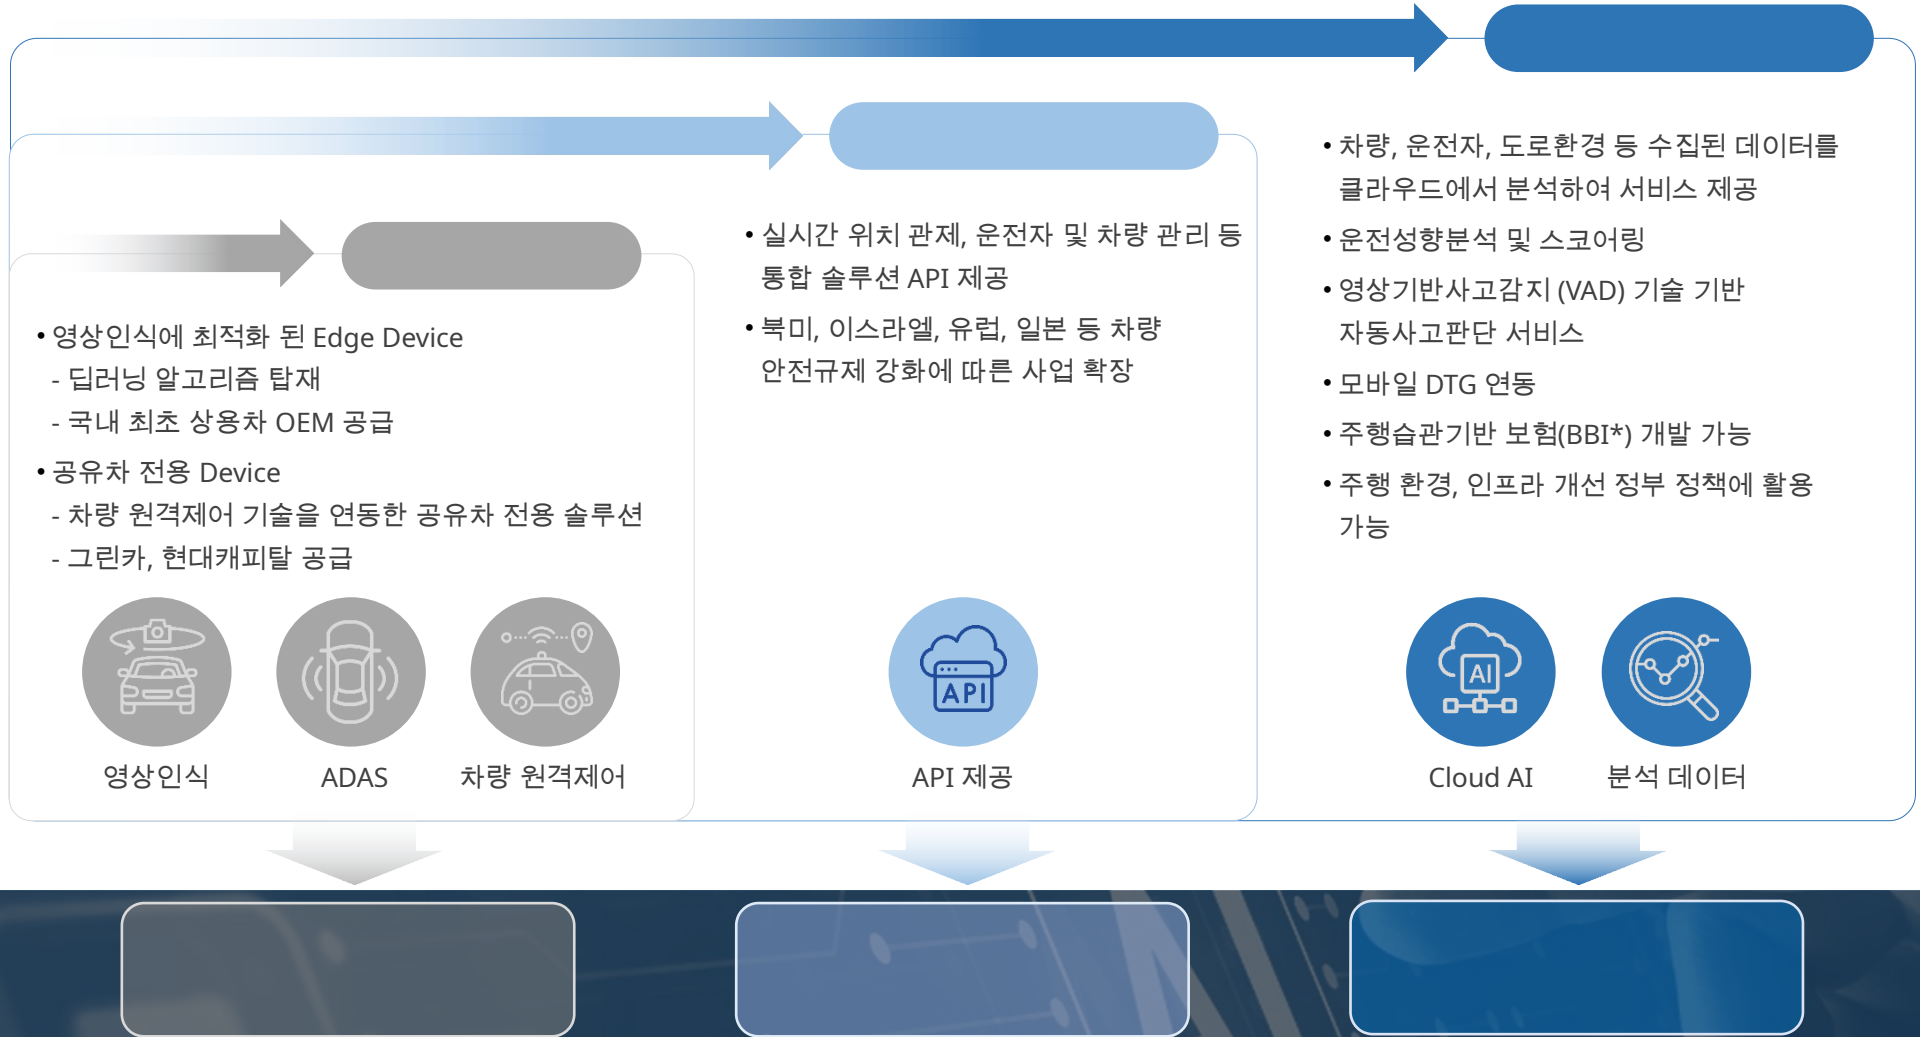 • 영상인식에 최적화 된 Edge Device
- 딥러닝 알고리즘 탑재
- 국내 최초 상용차 OEM 공급
• 공유차 전용 Device
- 차량 원격제어 기술을 연동한 공유차 전용 솔루션
- 그린카, 현대캐피탈 공급
영상인식
ADAS
차량 원격제어
• 실시간 위치 관제, 운전자 및 차량 관리 등
통합 솔루션 API 제공
• 북미, 이스라엘, 유럽, 일본 등 차량
안전규제 강화에 따른 사업 확장
API
API 제공
• 차량, 운전자, 도로환경 등 수집된 데이터를
클라우드에서 분석하여 서비스 제공
• 운전성향분석 및 스코어링
• 영상기반사고감지 (VAD) 기술 기반
자동사고판단 서비스
• 모바일 DTG 연동
• 주행습관기반 보험(BBI*) 개발 가능
• 주행 환경, 인프라 개선 정부 정책에 활용
가능
AI
Cloud AI
분석 데이터